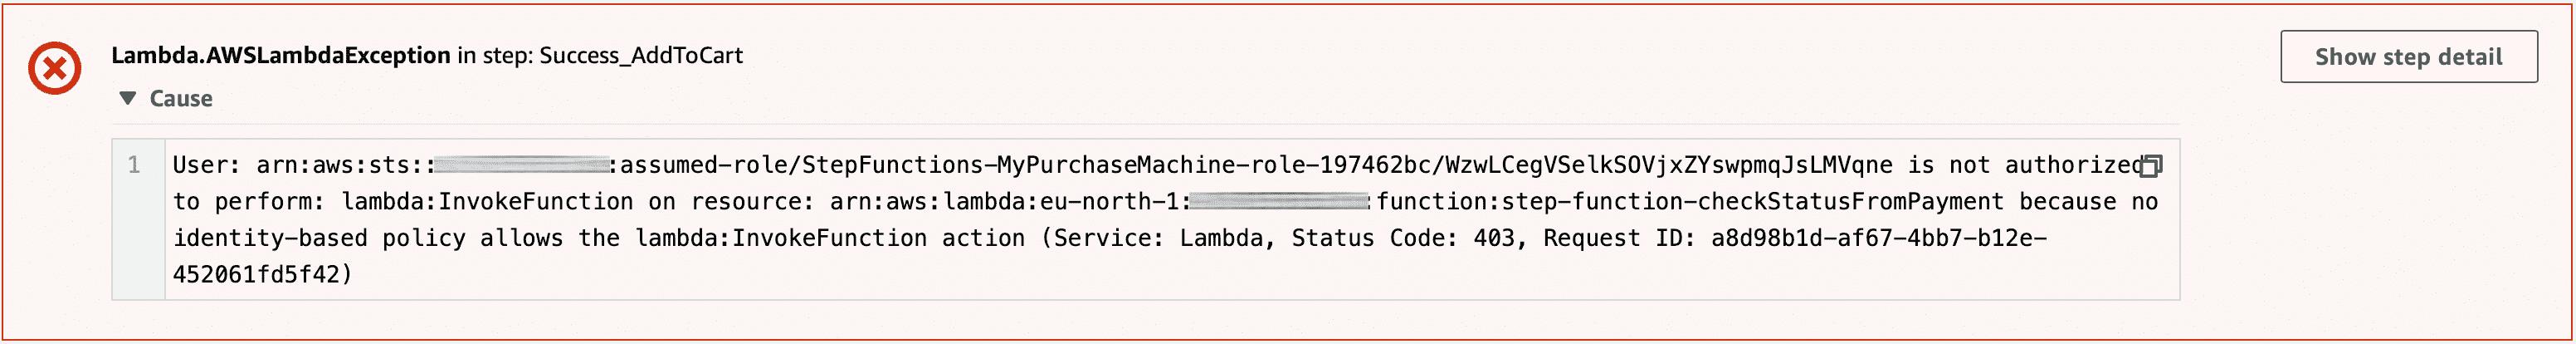 Lambda.AWSLambdaException in step: Success_AddToCart
Show step detail
▼ Cause
1
User: arn:aws:sts:::assumed-role/StepFunctions-MyPurchaseMachine-role-197462bc/WzwLCegVSelkSOVjxZYswpmqJsLMVqne is not authorized
to perform: lambda:InvokeFunction on resource: arn:aws:lambda:eu-north-1::function:step-function-checkStatusFromPayment because no
identity-based policy allows the lambda:InvokeFunction action (Service: Lambda, Status Code: 403, Request ID: a8d98b1d-af67-4bb7-b12e-
452061fd5f42)